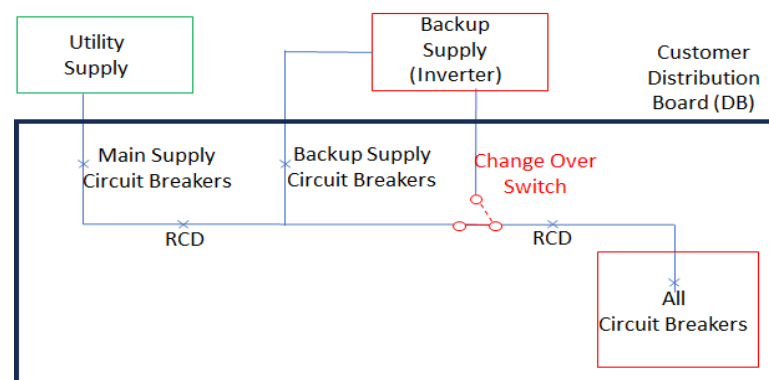 Utility
Supply
Backup
Supply
(Inverter)
Customer
Distribution
Board (DB)
Main Supply
Circuit Breakers
Backup Supply
Circuit Breakers
Change Over
Switch
RCD
RCD
All
Circuit Breakers